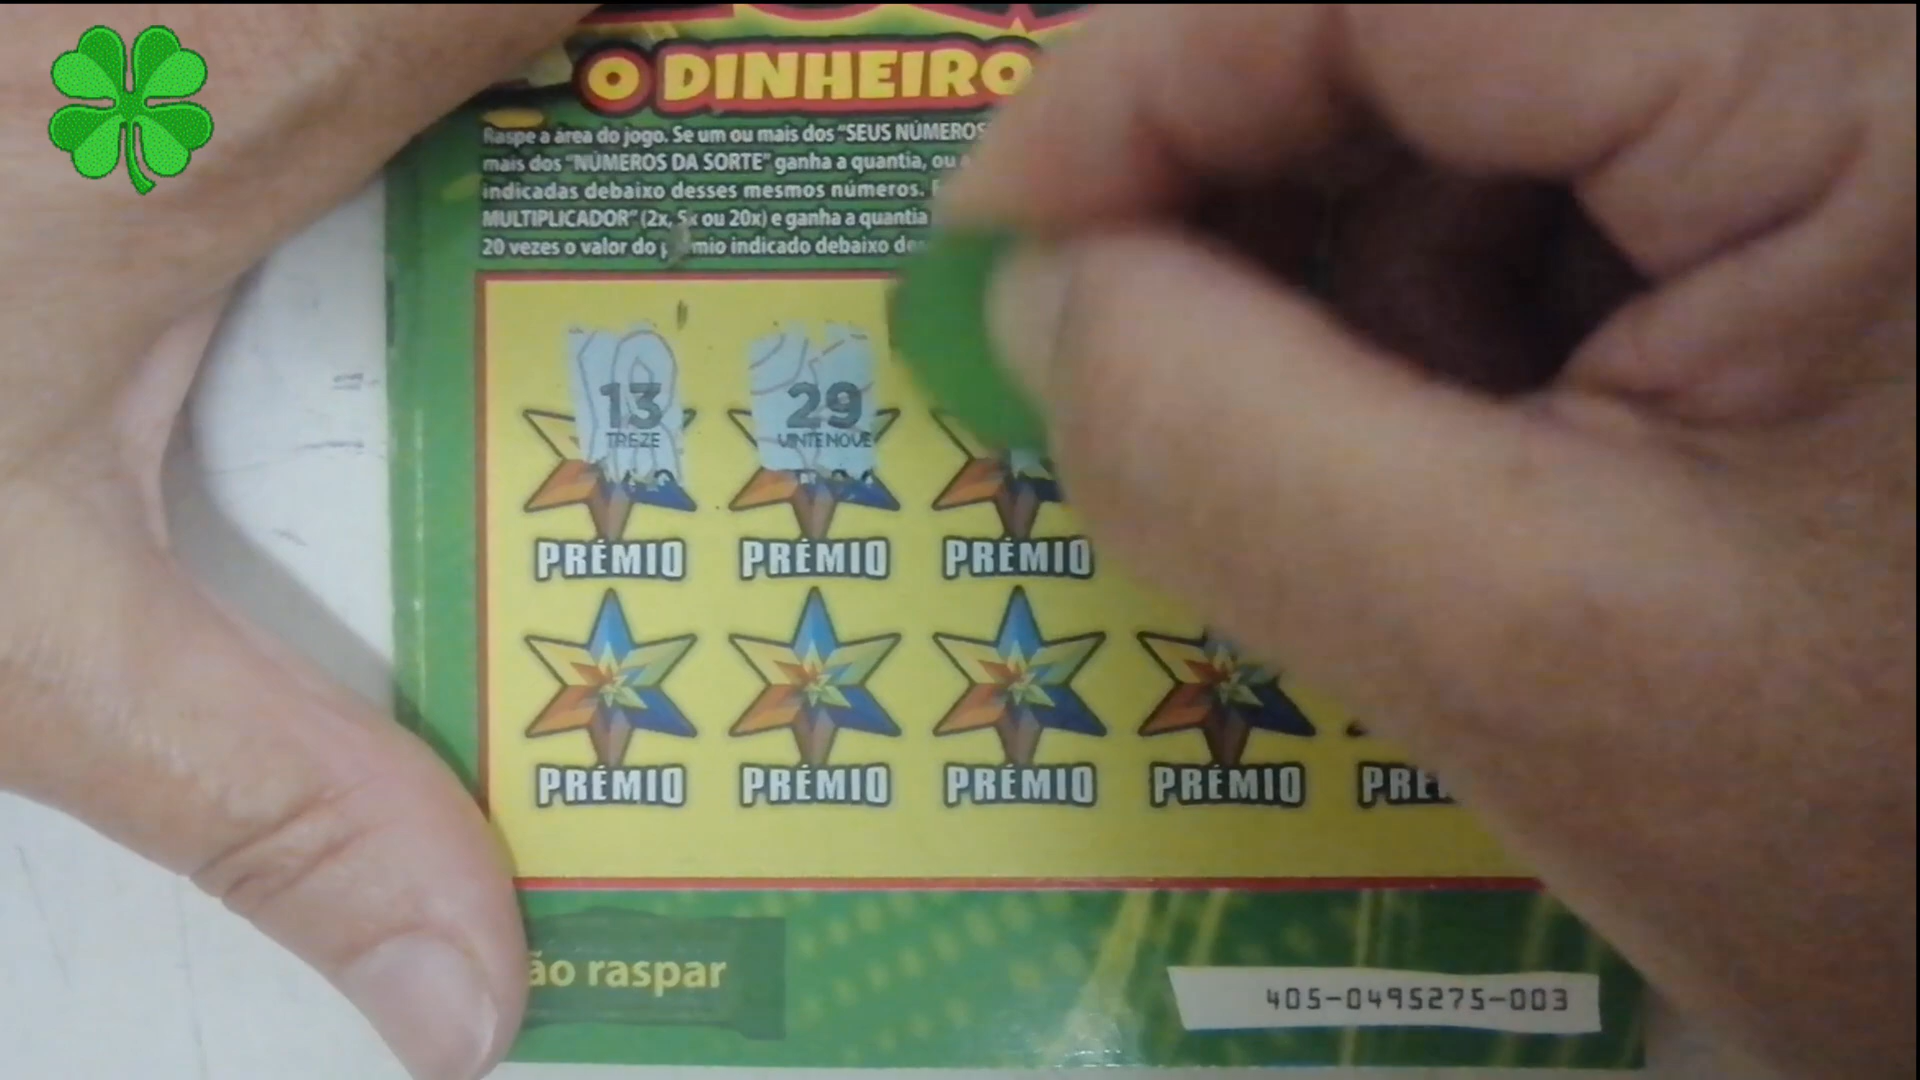 O DINHEIRO
Raspe a área do jogo. Se um ou mais dos "SEUS NÚMEROS"
mais dos "NÚMEROS DA SORTE" ganha a quantia, ou
indicadas debaixo desses mesmos números.
MULTIPLICADOR" (2x, 5x ou 20x) e ganha a quantia
20 vezes o valor do indicado debaixo
13 29
TREZE VINTENOVE
PRÉMIO PRÉMIO PRÉMIO
PRÉMIO PRÉMIO PRÉMIO PRÉMIO
ão raspar
405-0495275-003